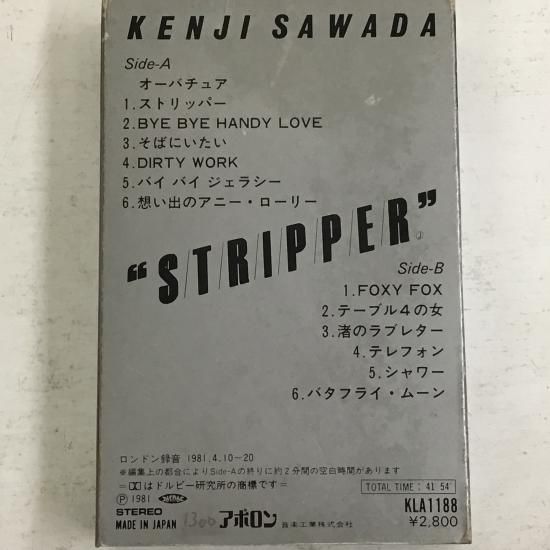 KENJI SAWADA
Side-A
オーバチュア
1.ストリッパー
2.BYE BYE HANDY LOVE
3.そばにいたい
4.DIRTY WORK
5.バイ バイ ジェラシー
6.想い出のアニー・ローリー
“S/T/R/I/P/P/E/R”
Side-B
1.FOXY FOX
2.テーブル4の女
3.渚のラブレター
4.テレフォン
5.シャワー
6.バタフライ・ムーン
ロンドン録音 1981.4.10〜20
※編集上の都合によりSide-Aの終りに約2分間の空白時間があります
=はドルビー研究所の商標です=
TOTAL TIME: 41′54″
Ⓟ1981
KLA1188
STEREO
MADE IN JAPAN
1300
アポロン
音楽工業株式会社
¥2,800